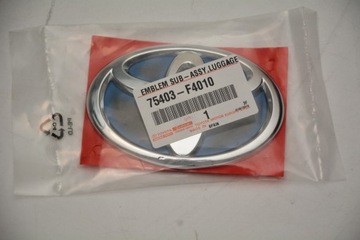 EMBLEM SUB-ASSY, LUGGAGE
75403-F4010
1